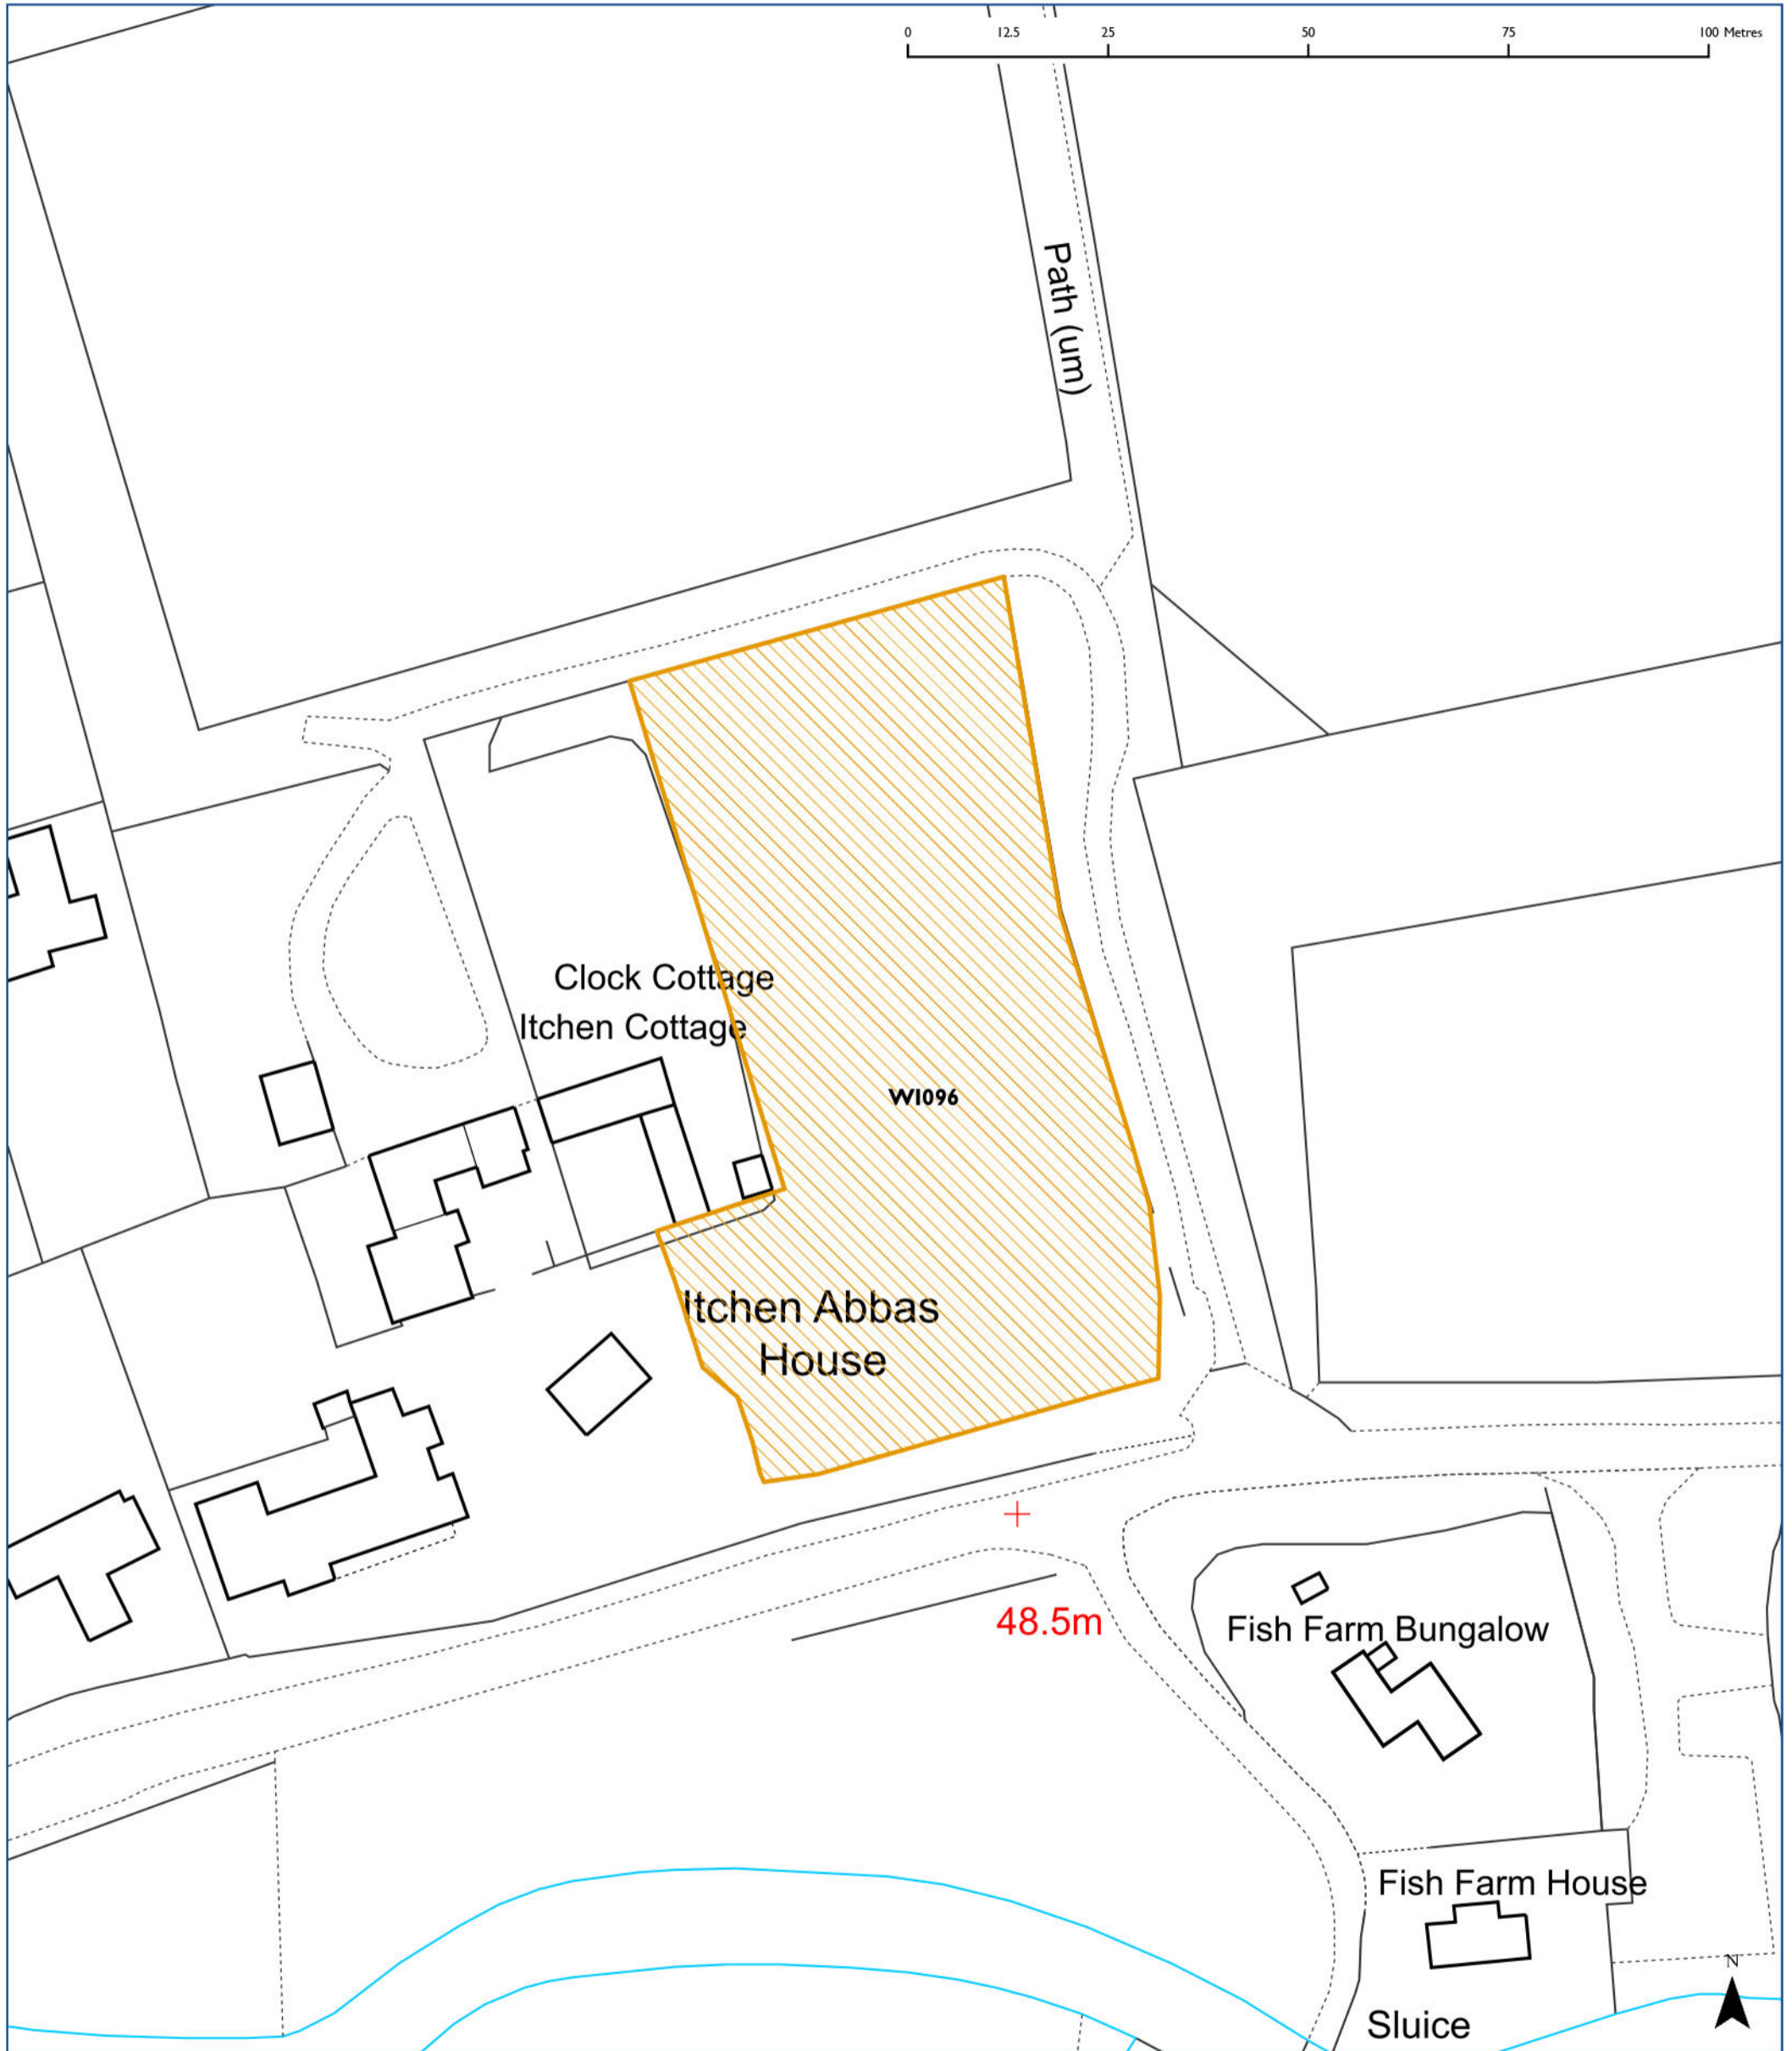 0 12.5 25 50 75 100 Metres
Path (um)
Clock Cottage
Itchen Cottage
WI096
Itchen Abbas
House
48.5m
Fish Farm Bungalow
Fish Farm House
N
Sluice